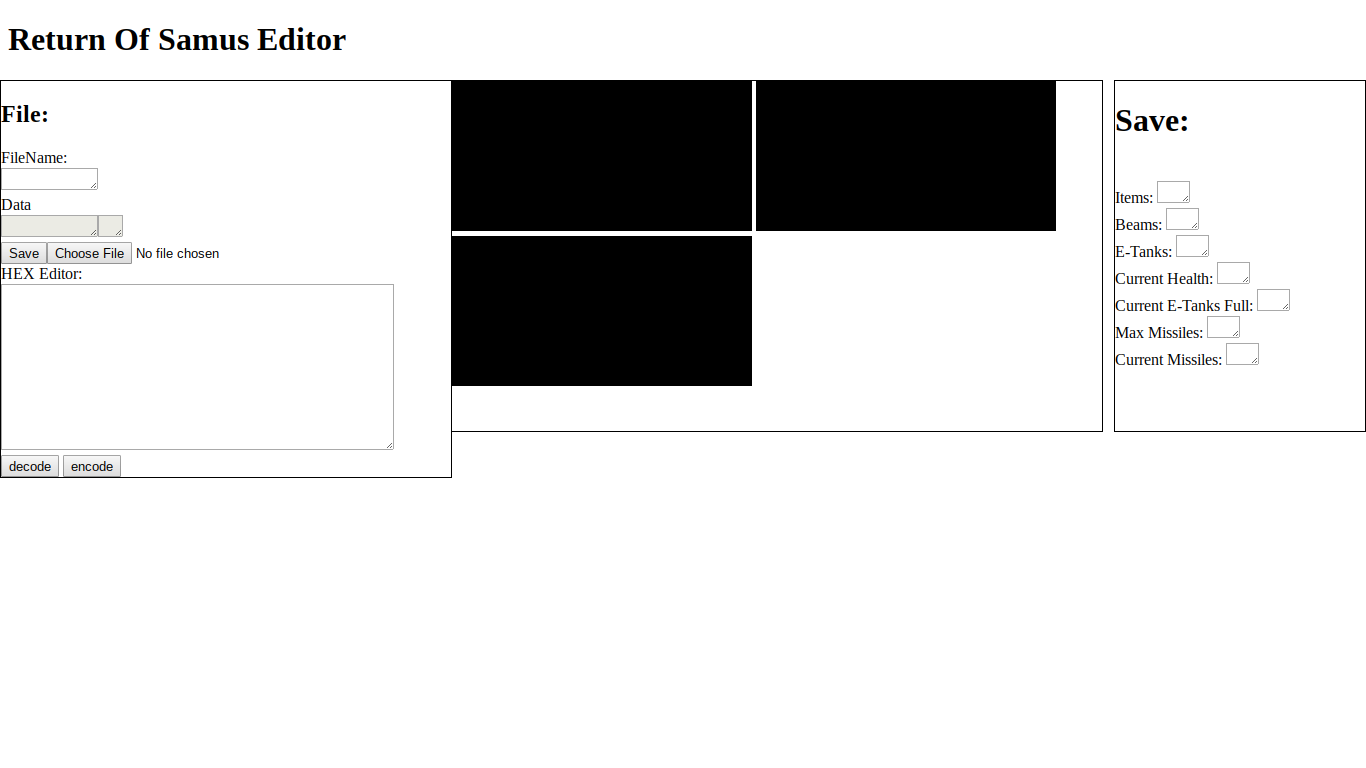 Return Of Samus Editor
File:
FileName:
Data
Save Choose File No file chosen
HEX Editor:
decode encode
Save:
Items:
Beams:
E-Tanks:
Current Health:
Current E-Tanks Full:
Max Missiles:
Current Missiles: